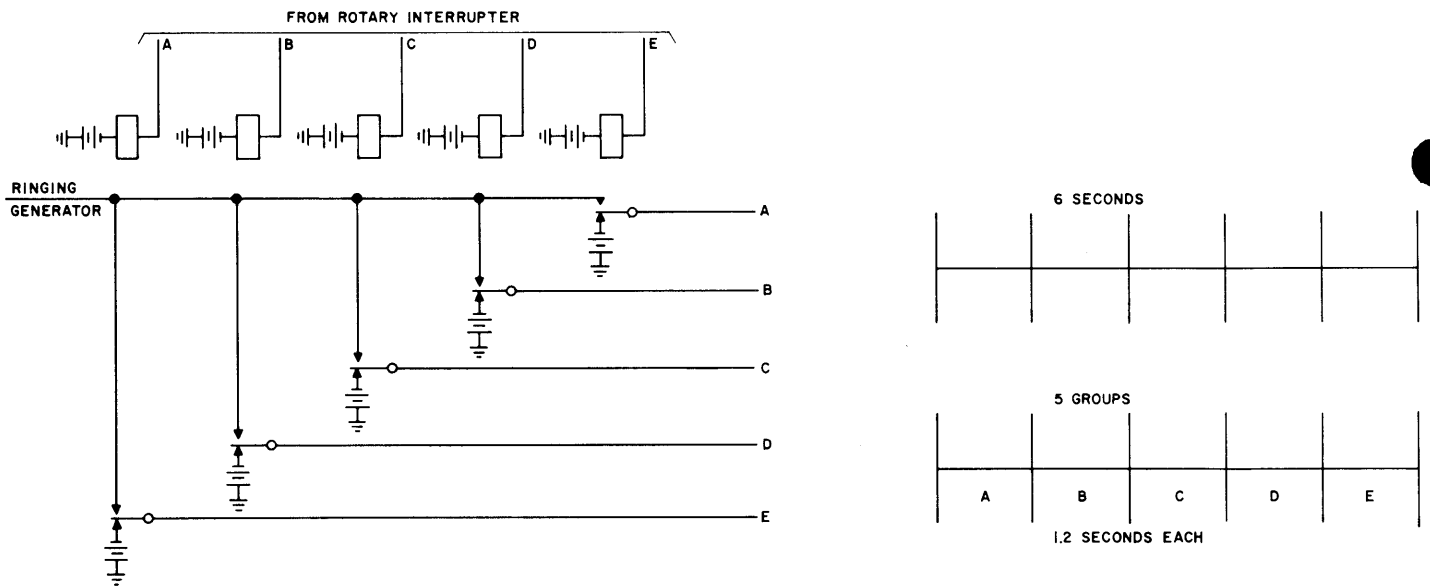 FROM ROTARY INTERRUPTER
A B C D E
RINGING
GENERATOR
A
B
C
D
E
6 SECONDS
5 GROUPS
A B C D E
1.2 SECONDS EACH